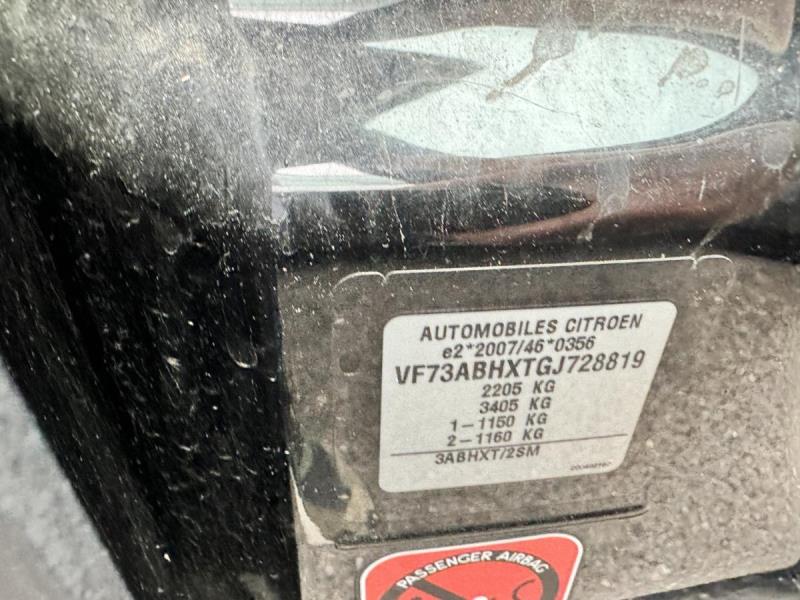 AUTOMOBILES CITROEN
e2*2007/46*0356
VF73ABHXTGJ728819
2205 KG
3405 KG
1-1150 KG
2-1160 KG
3ABHXT/2SM
PASSENGER AIRBAG